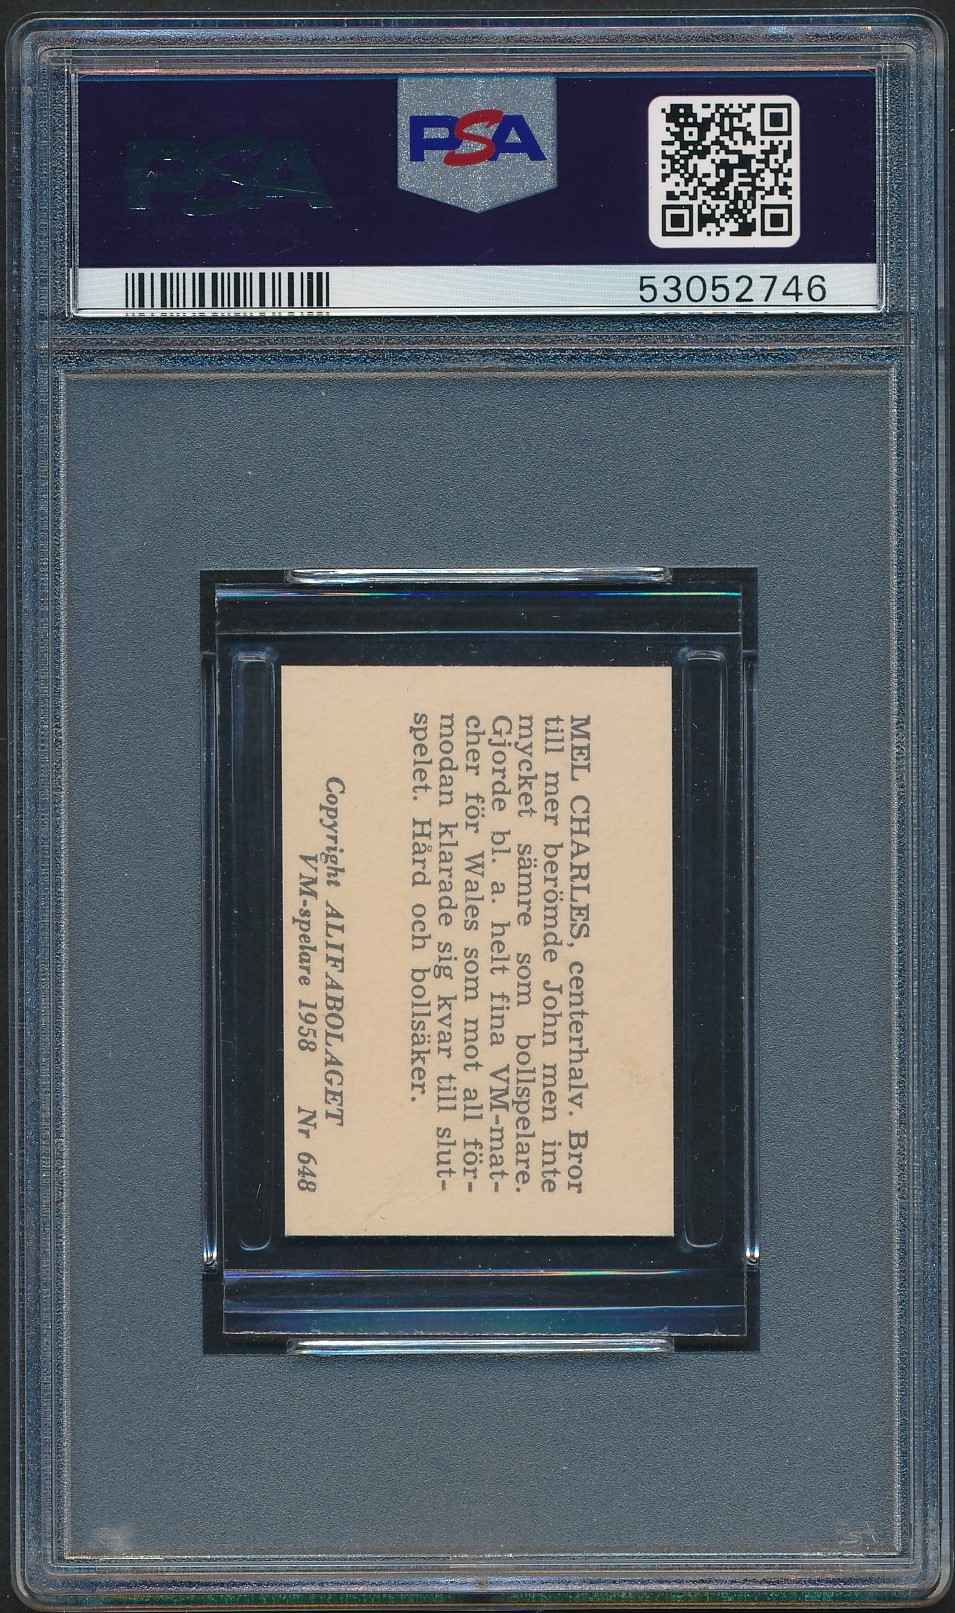 PSA
PSA
53052746
MEL CHARLES, centerhalv. Bror
till mer berömde John men inte
mycket sämre som bollspelare.
Gjorde bl. a. helt fina VM-mat-
cher för Wales som mot all för-
modan klarade sig kvar till slut-
spelet. Hård och bollsäker.
Copyright ALIFABOLAGET
VM-spelare 1958 Nr 648